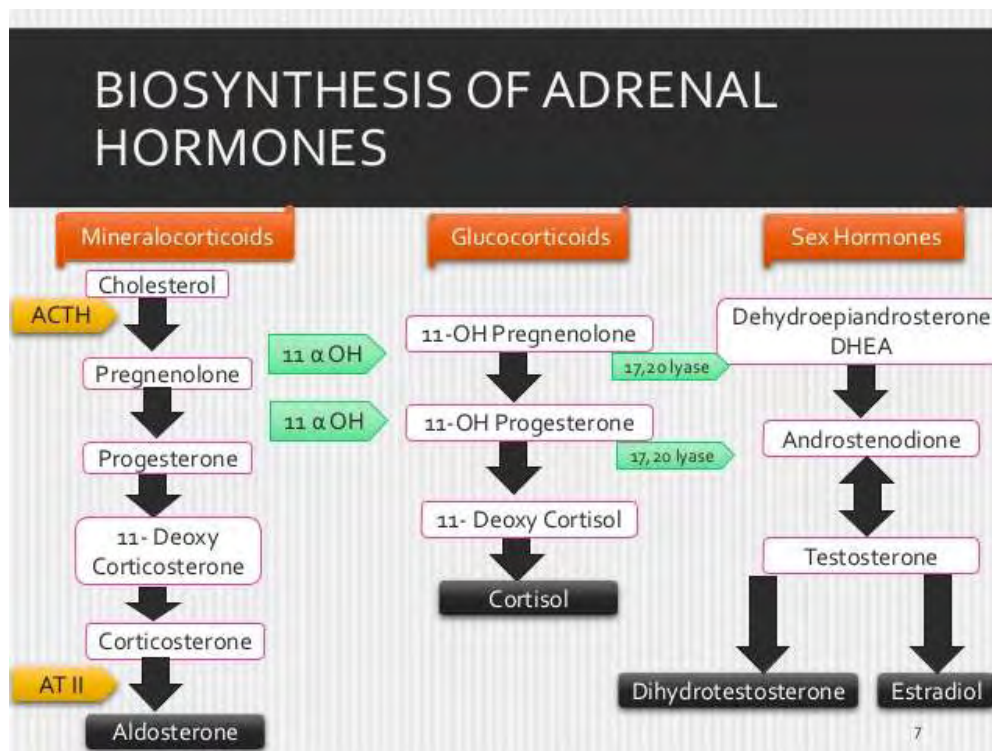 BIOSYNTHESIS OF ADRENAL
HORMONES
Mineralocorticoids
Cholesterol
ACTH
Pregnenolone
Progesterone
11- Deoxy
Corticosterone
Corticosterone
AT II
Aldosterone
11 α OH
11 α OH
Glucocorticoids
11-OH Pregnenolone
11-OH Progesterone
11- Deoxy Cortisol
Cortisol
17,20 lyase
17, 20 lyase
Sex Hormones
Dehydroepiandrosterone
DHEA
Androstenodione
Testosterone
Dihydrotestosterone
Estradiol
7